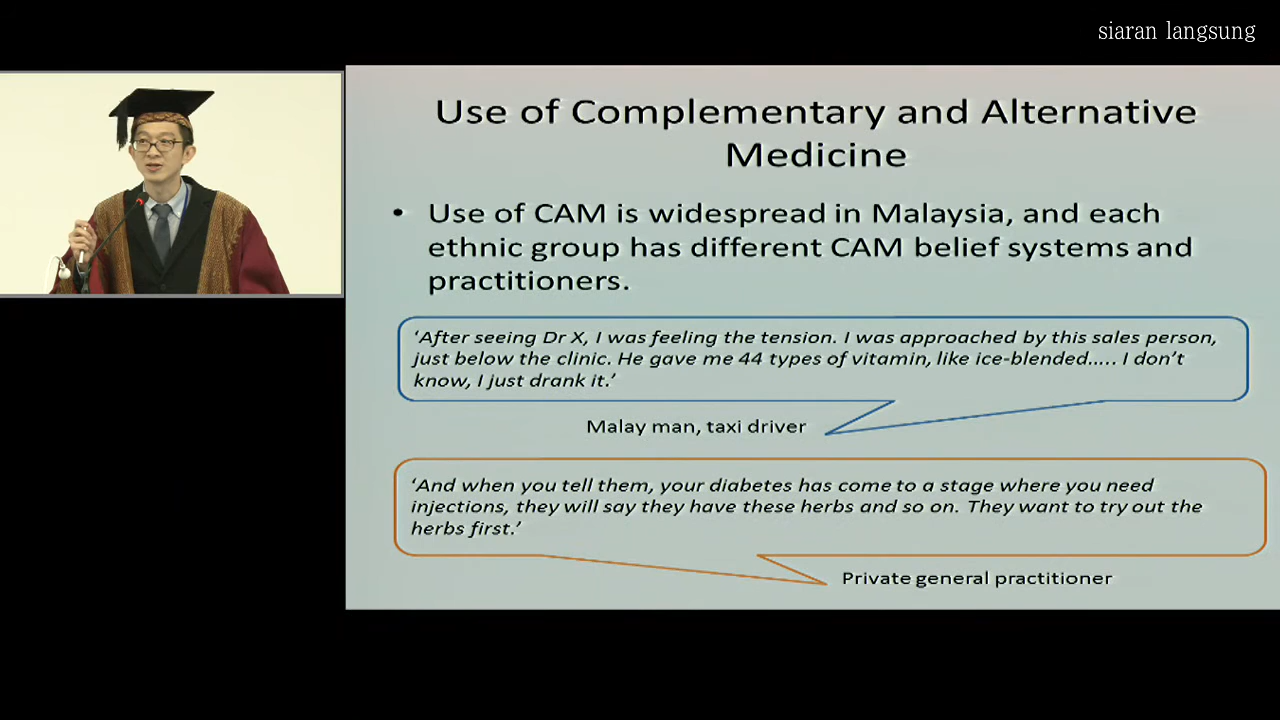 siaran langsung
Use of Complementary and Alternative
Medicine
• Use of CAM is widespread in Malaysia, and each
ethnic group has different CAM belief systems and
practitioners.
‘After seeing Dr X, I was feeling the tension. I was approached by this sales person,
just below the clinic. He gave me 44 types of vitamin, like ice-blended..... I don’t
know, I just drank it.’
Malay man, taxi driver
‘And when you tell them, your diabetes has come to a stage where you need
injections, they will say they have these herbs and so on. They want to try out the
herbs first.’
Private general practitioner